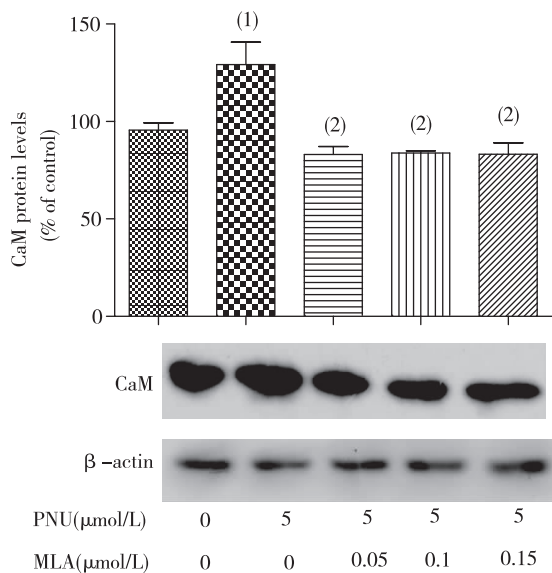 CaM protein levels
(% of control)
150
100
50
0
(1)
(2)
(2)
(2)
CaM
β-actin
PNU(μmol/L) 0 5 5 5 5
MLA(μmol/L) 0 0 0.05 0.1 0.15